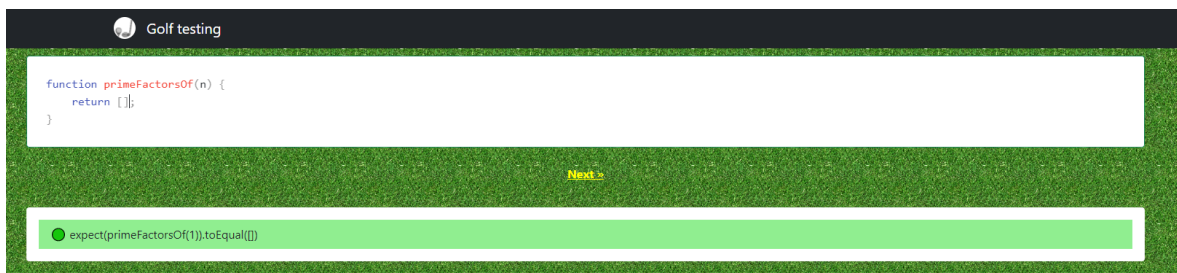 Golf testing
function primeFactorsOf(n) {
    return [];
}
Next »
expect(primeFactorsOf(1)).toEqual([])